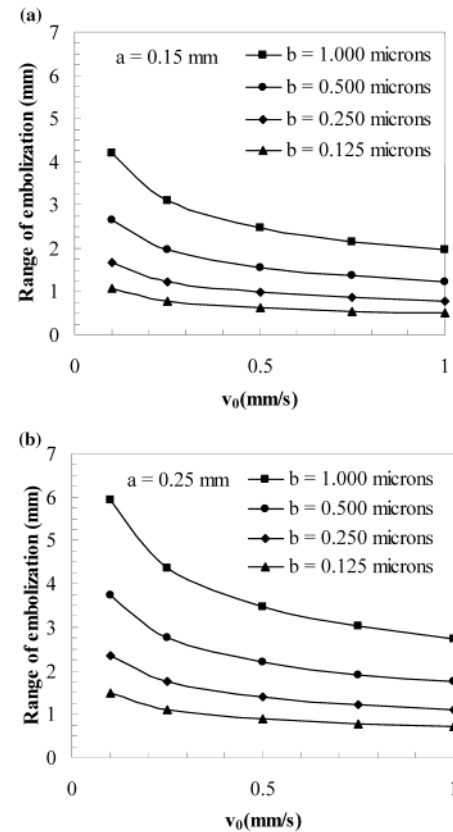 (a)
7
6
5
4
3
2
1
0
Range of embolization (mm)
a = 0.15 mm
b = 1.000 microns
b = 0.500 microns
b = 0.250 microns
b = 0.125 microns
0
0.5
1
v₀(mm/s)
(b)
7
6
5
4
3
2
1
0
Range of embolization (mm)
a = 0.25 mm
b = 1.000 microns
b = 0.500 microns
b = 0.250 microns
b = 0.125 microns
0
0.5
1
v₀(mm/s)